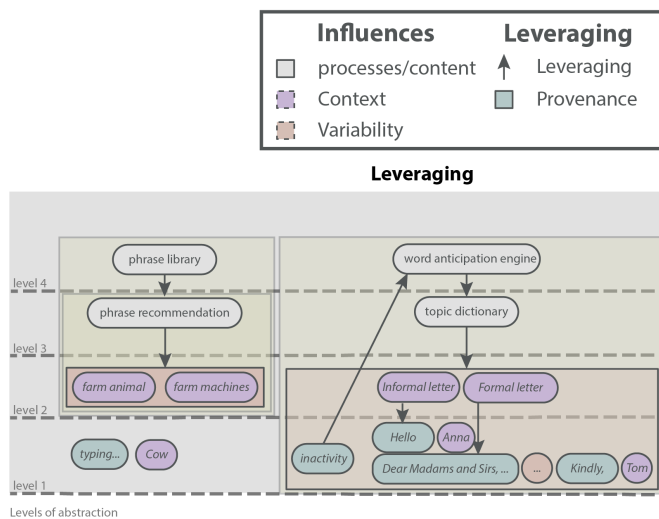 Influences
Leveraging
processes/content
Leveraging
Context
Provenance
Variability
Leveraging
phrase library
word anticipation engine
level 4
phrase recommendation
topic dictionary
level 3
farm animal
farm machines
Informal letter
Formal letter
level 2
typing...
Cow
inactivity
Hello
Anna
Dear Madams and Sirs, ...
...
Kindly,
Tom
level 1
Levels of abstraction